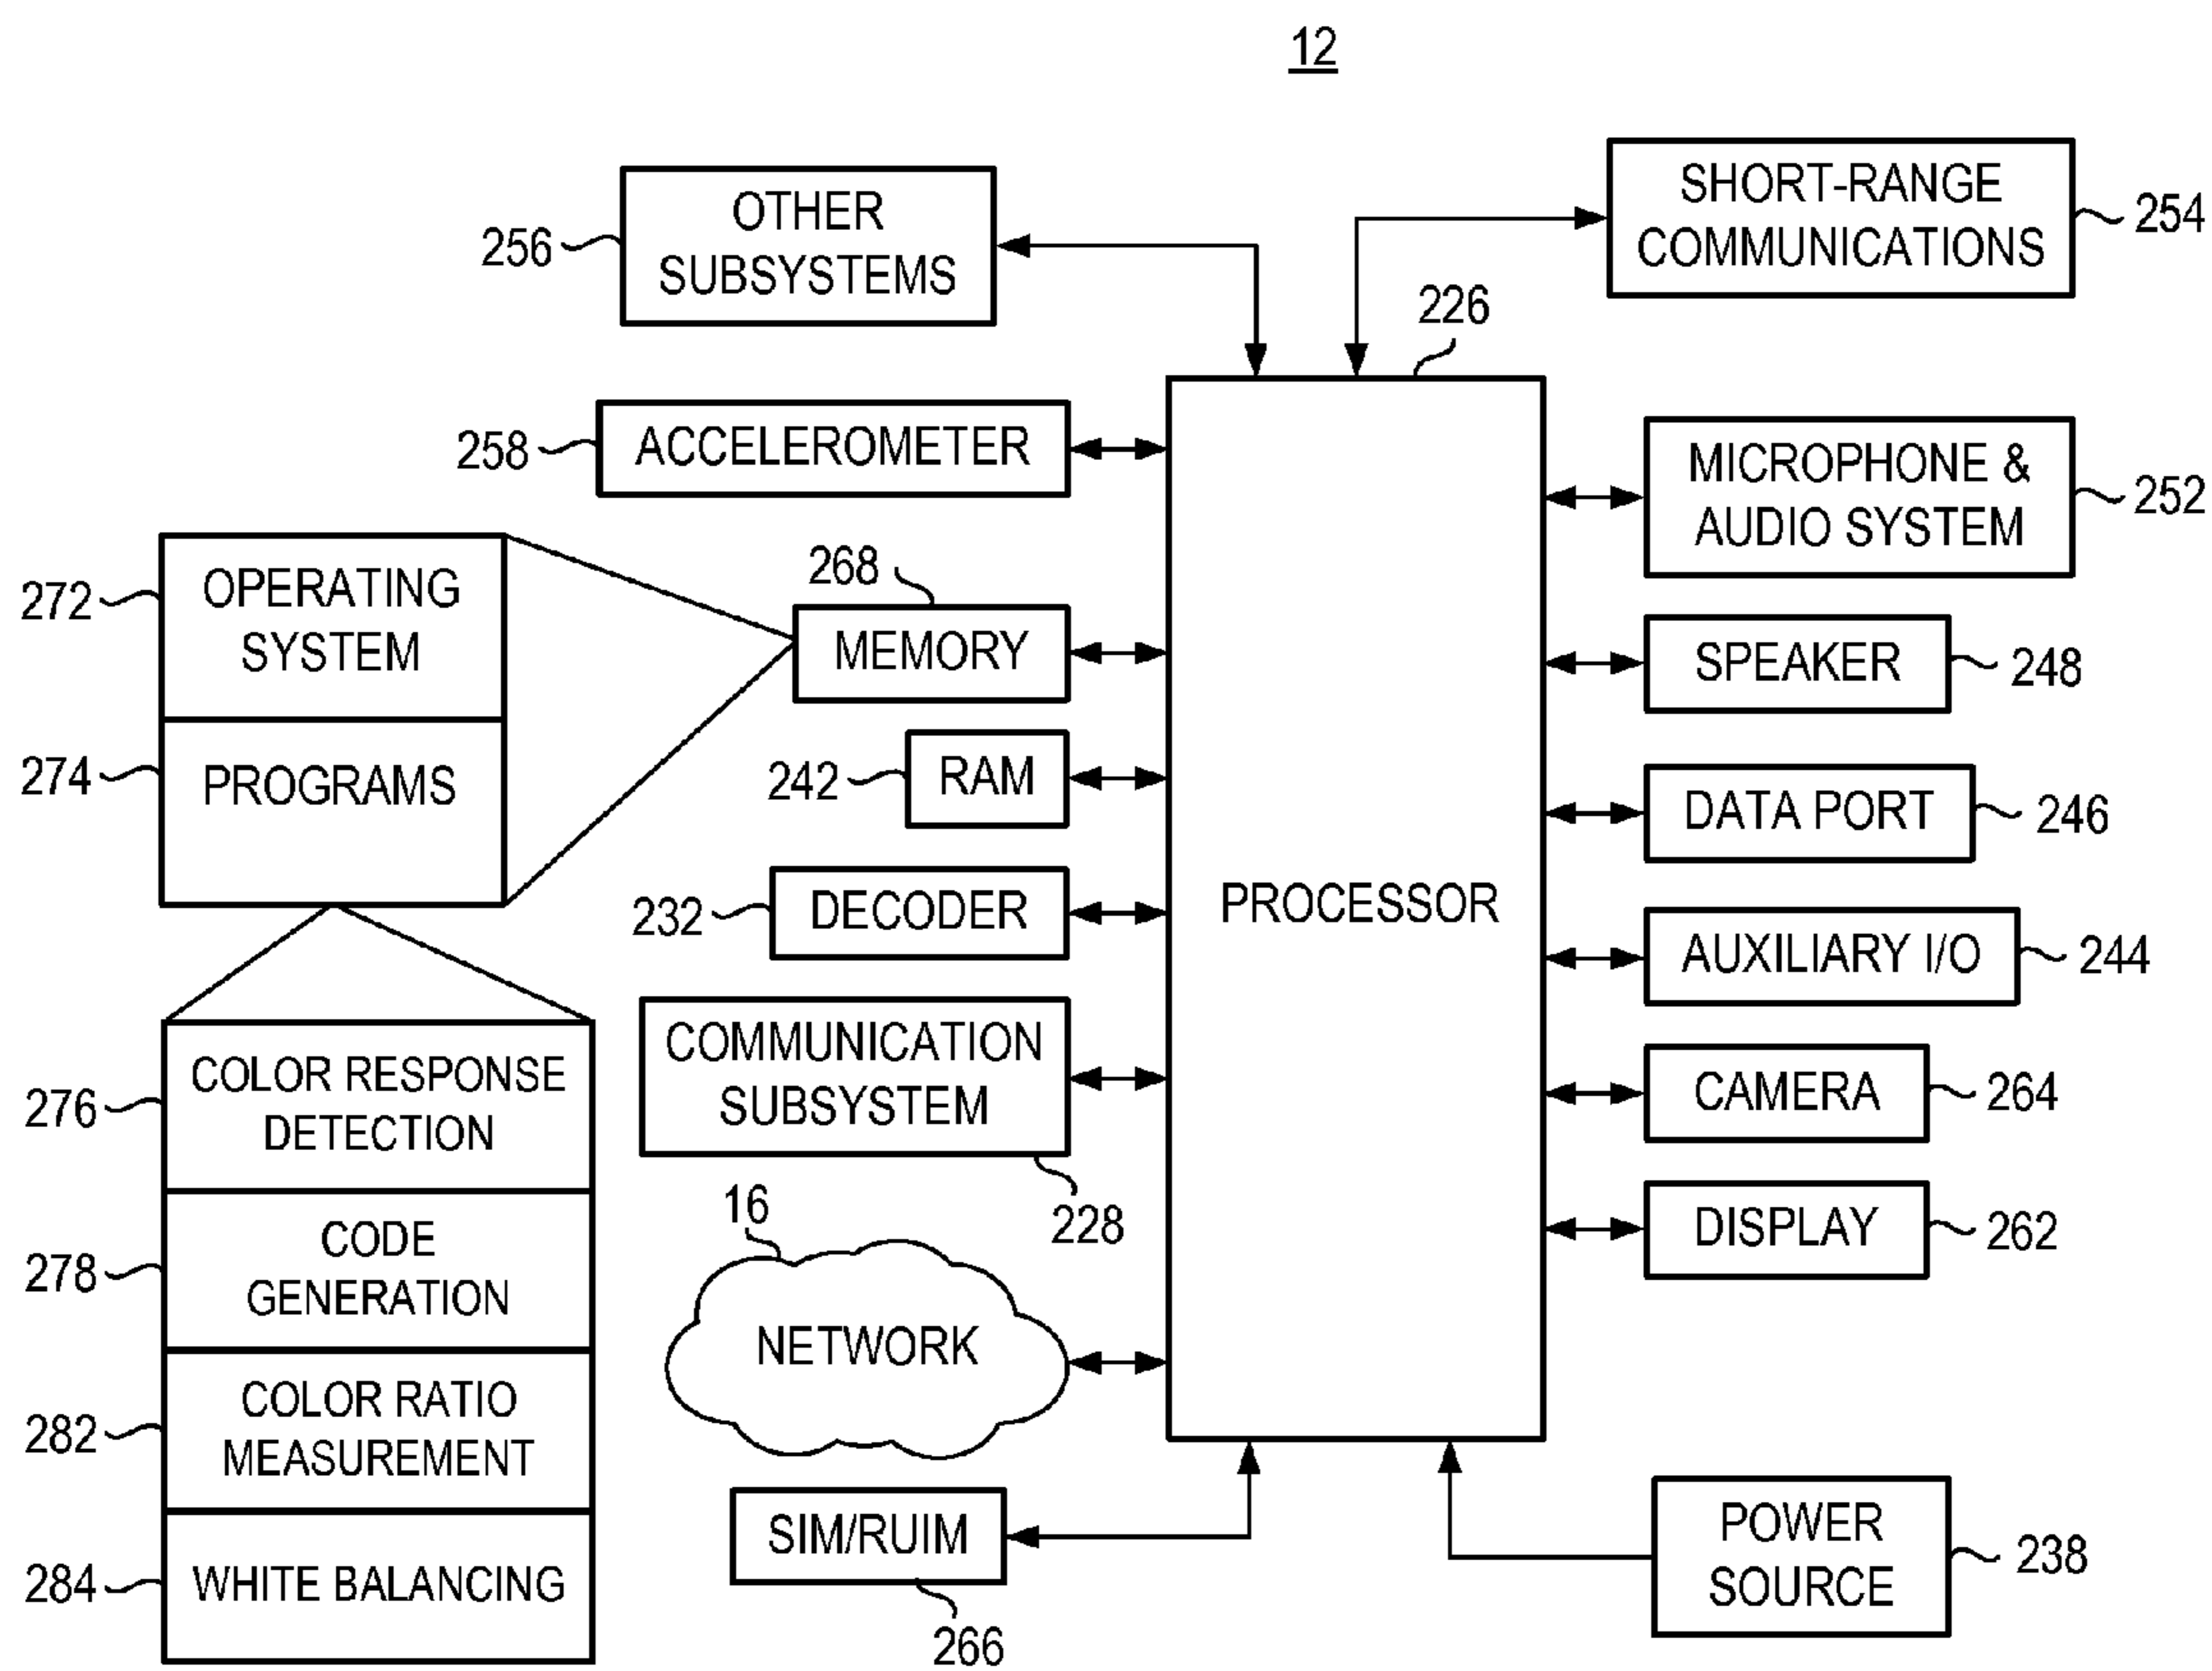 12
OTHER
SUBSYSTEMS
256
SHORT-RANGE
COMMUNICATIONS
254
226
ACCELEROMETER
258
MICROPHONE &
AUDIO SYSTEM
252
OPERATING
SYSTEM
272
268
MEMORY
SPEAKER
248
PROGRAMS
274
242
RAM
DATA PORT
246
PROCESSOR
232
DECODER
AUXILIARY I/O
244
COMMUNICATION
SUBSYSTEM
228
CAMERA
264
COLOR RESPONSE
DETECTION
276
DISPLAY
262
16
NETWORK
CODE
GENERATION
278
COLOR RATIO
MEASUREMENT
282
WHITE BALANCING
284
SIM/RUIM
266
POWER
SOURCE
238